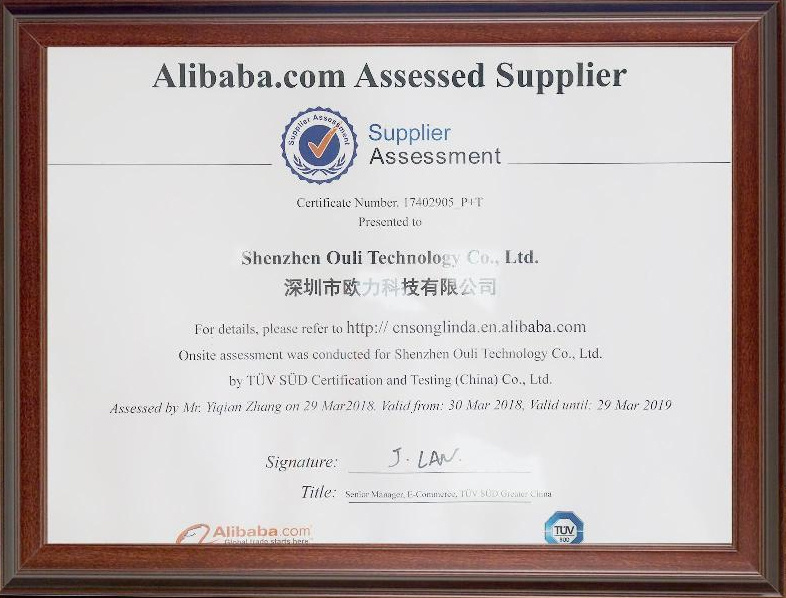 Alibaba.com Assessed Supplier
Supplier Assessment
Supplier
Assessment
Certificate Number. 17402905_P+T
Presented to
Shenzhen Ouli Technology Co., Ltd.
深圳市欧力科技有限公司
For details, please refer to http:// cnsonglinda.en.alibaba.com
Onsite assessment was conducted for Shenzhen Ouli Technology Co., Ltd.
by TÜV SÜD Certification and Testing (China) Co., Ltd.
Assessed by Mr. Yiqian Zhang on 29 Mar2018. Valid from: 30 Mar 2018, Valid until: 29 Mar 2019
Signature: J. LAN.
Title: Senior Manager, E-Commerce, TÜV SÜD Greater China
Alibaba.com
Global trade starts here.
TÜV
SÜD